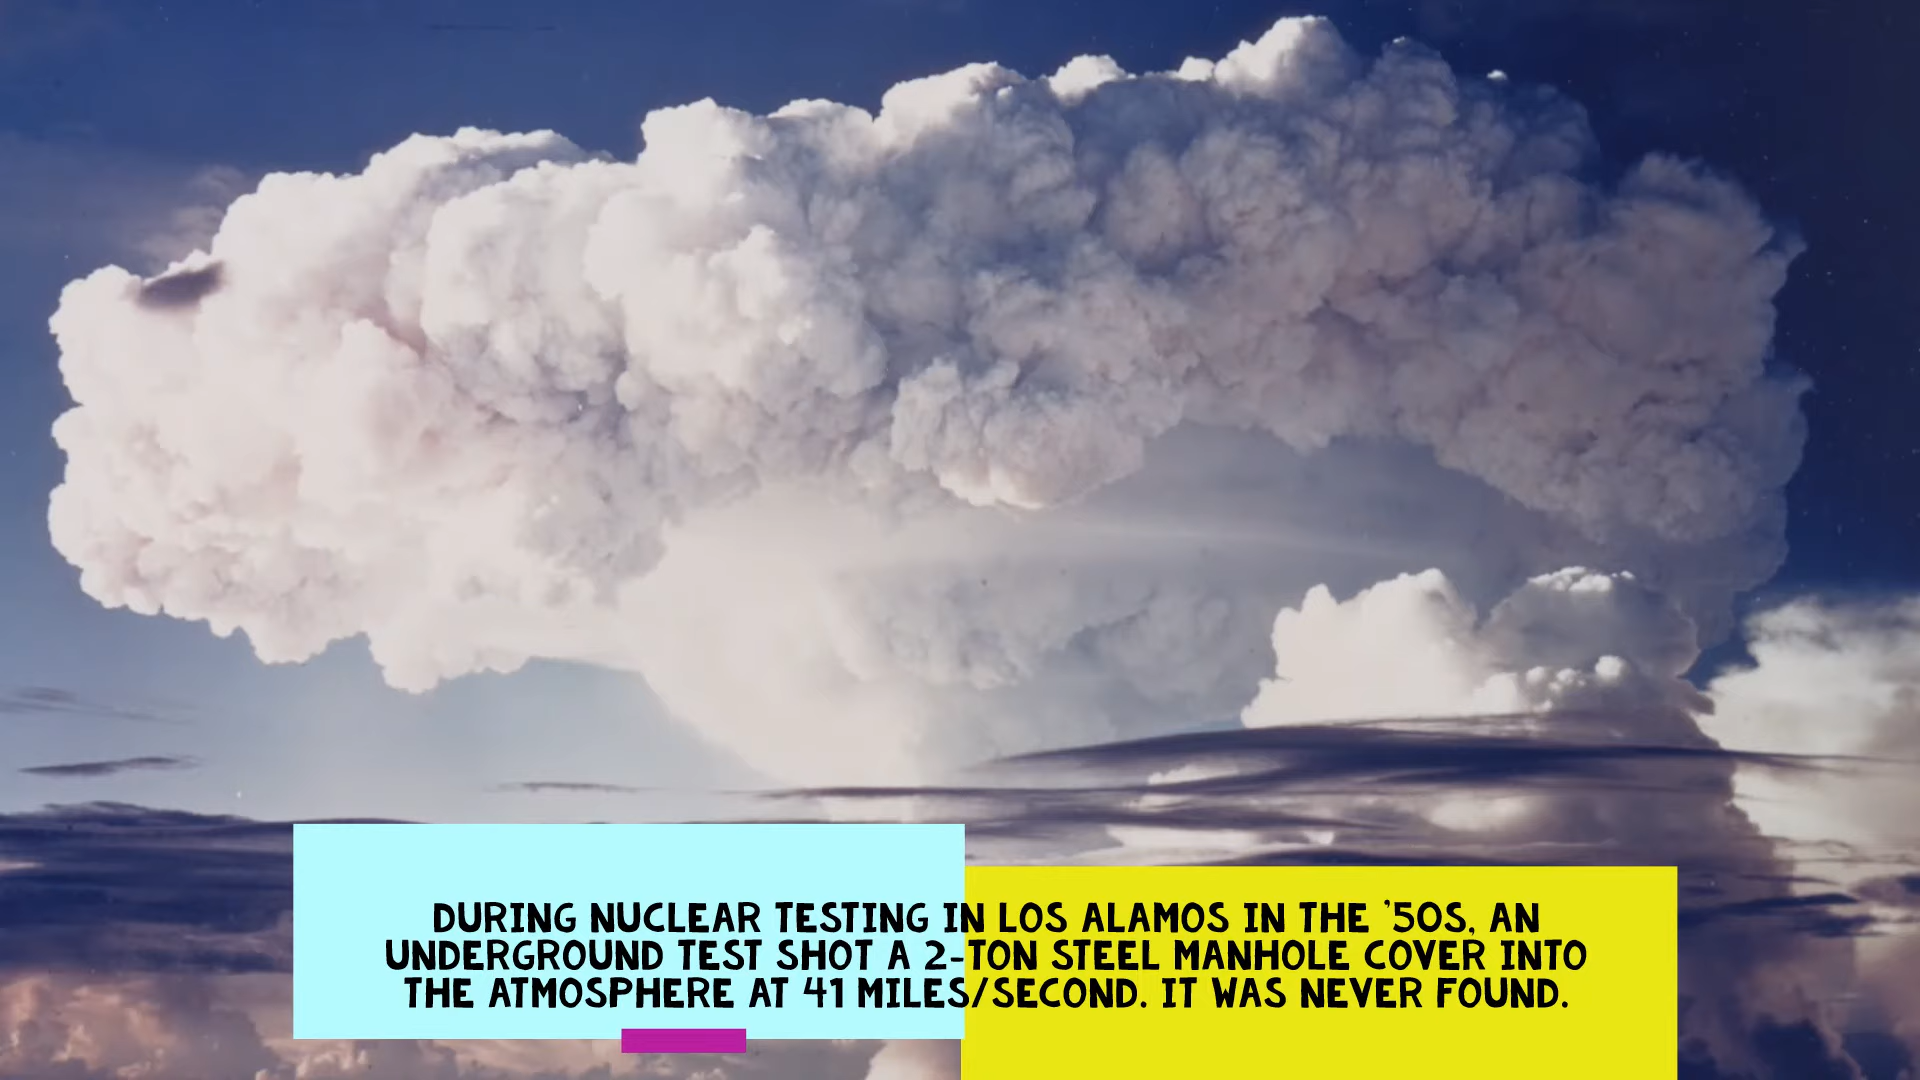 DURING NUCLEAR TESTING IN LOS ALAMOS IN THE '50S, AN
UNDERGROUND TEST SHOT A 2-TON STEEL MANHOLE COVER INTO
THE ATMOSPHERE AT 41 MILES/SECOND. IT WAS NEVER FOUND.